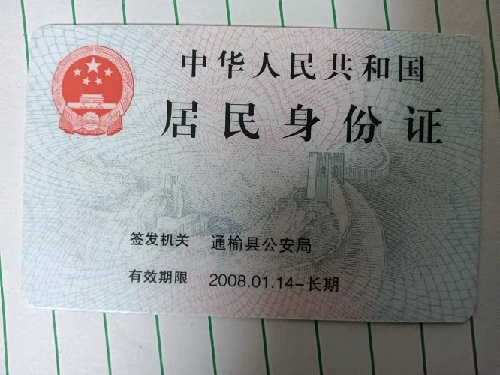 中华人民共和国
居民身份证
签发机关 通榆县公安局
有效期限 2008.01.14-长期